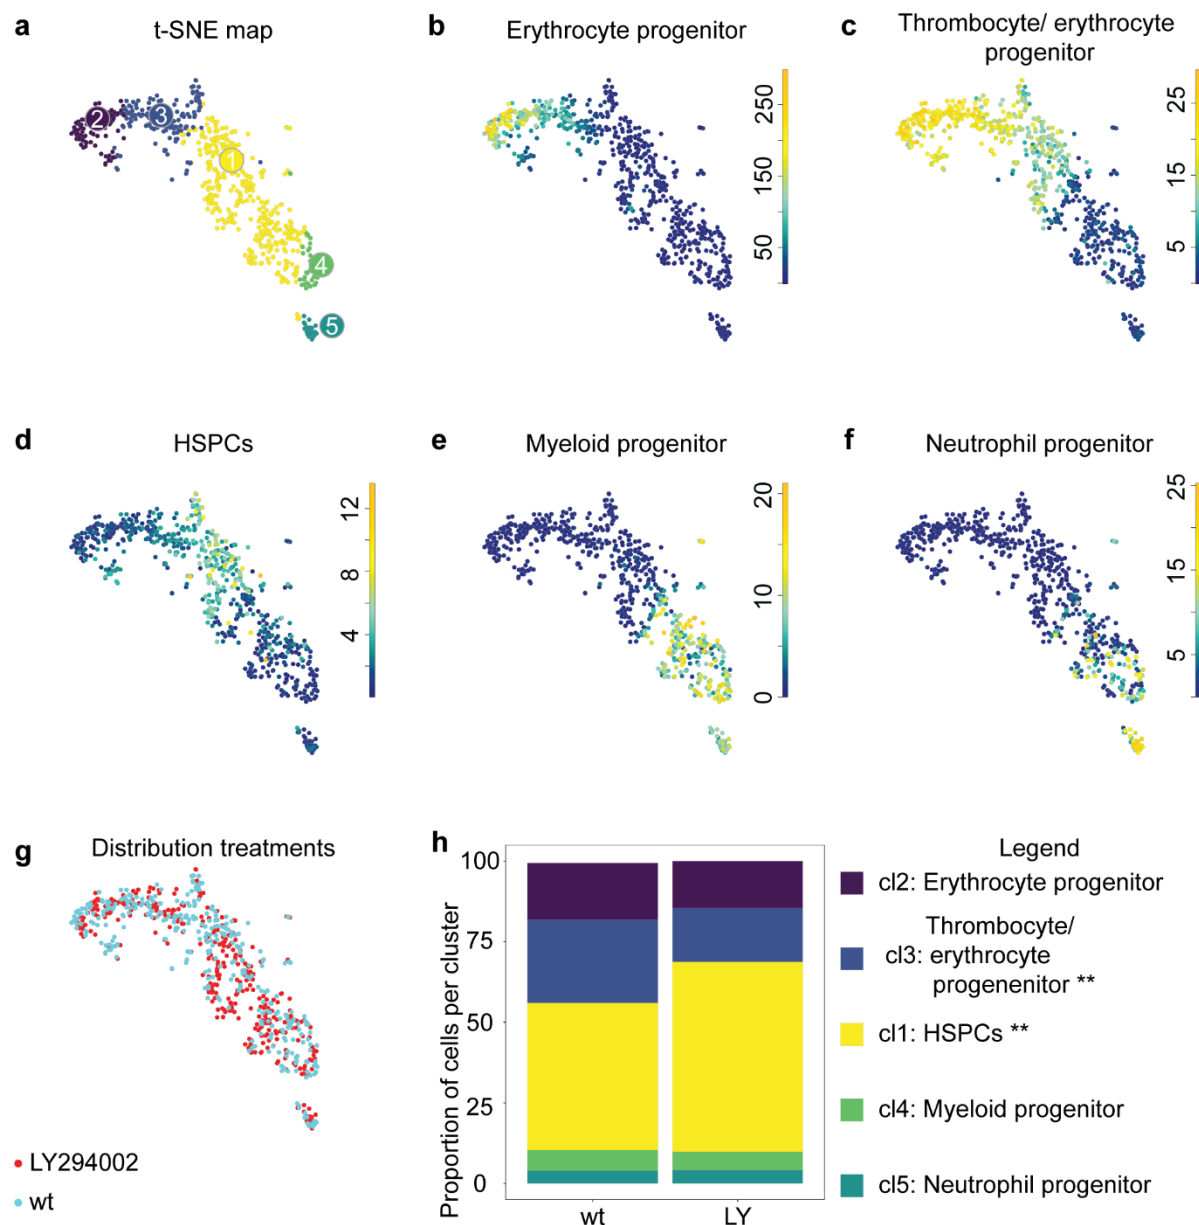 a
t-SNE map
2
3
1
4
5
b
Erythrocyte progenitor
250
150
50
c
Thrombocyte/ erythrocyte
progenitor
25
15
5
d
HSPCs
12
8
4
e
Myeloid progenitor
20
10
0
f
Neutrophil progenitor
25
15
5
g
Distribution treatments
LY294002
wt
h
Proportion of cells per cluster
100
75
50
25
0
wt
LY
Legend
cl2: Erythrocyte progenitor
Thrombocyte/
cl3: erythrocyte
progenenitor **
cl1: HSPCs **
cl4: Myeloid progenitor
cl5: Neutrophil progenitor